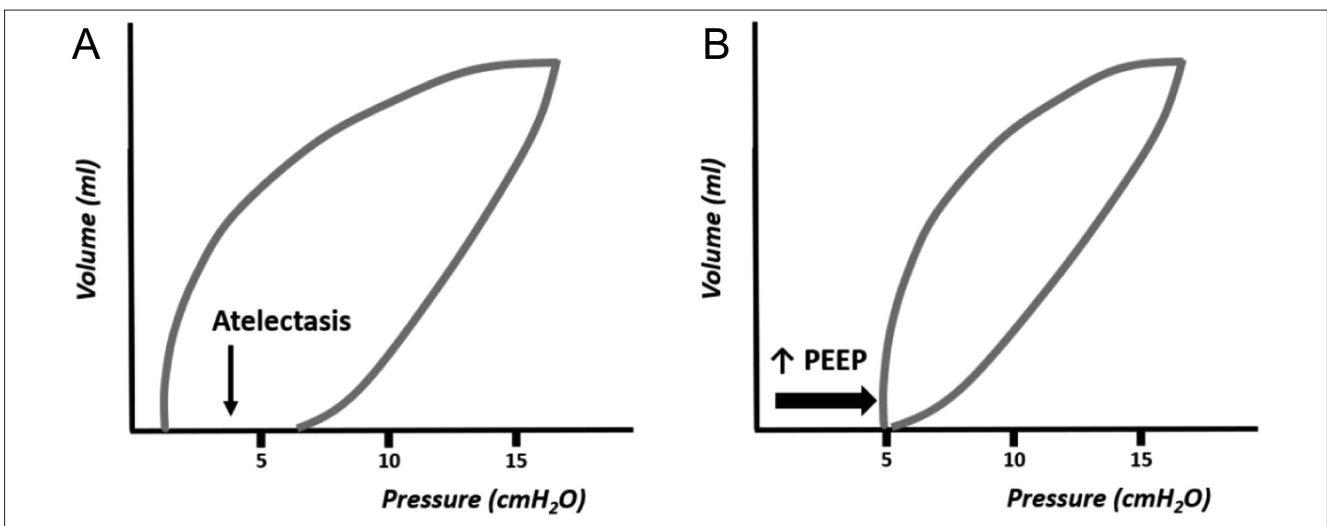 A
Volume (ml)
Atelectasis
5 10 15
Pressure (cmH₂O)
B
Volume (ml)
↑ PEEP
5 10 15
Pressure (cmH₂O)